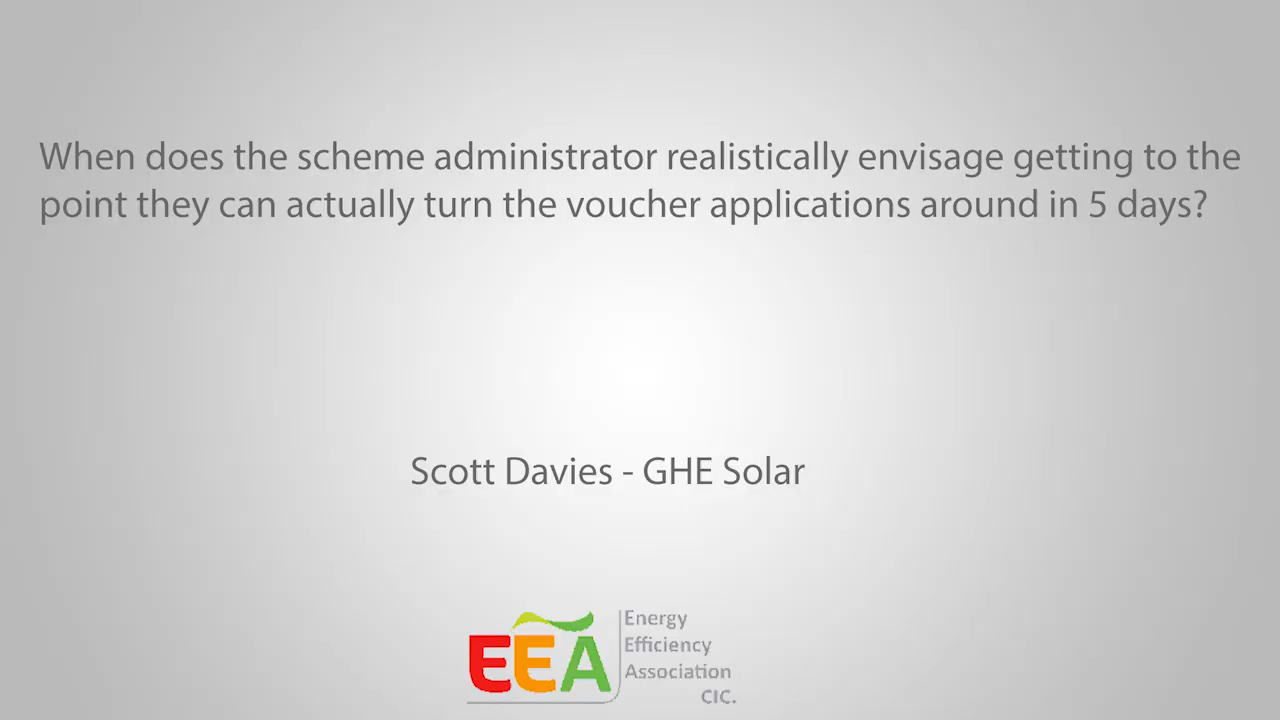 When does the scheme administrator realistically envisage getting to the
point they can actually turn the voucher applications around in 5 days?
Scott Davies - GHE Solar
EEA
Energy
Efficiency
Association
CIC.